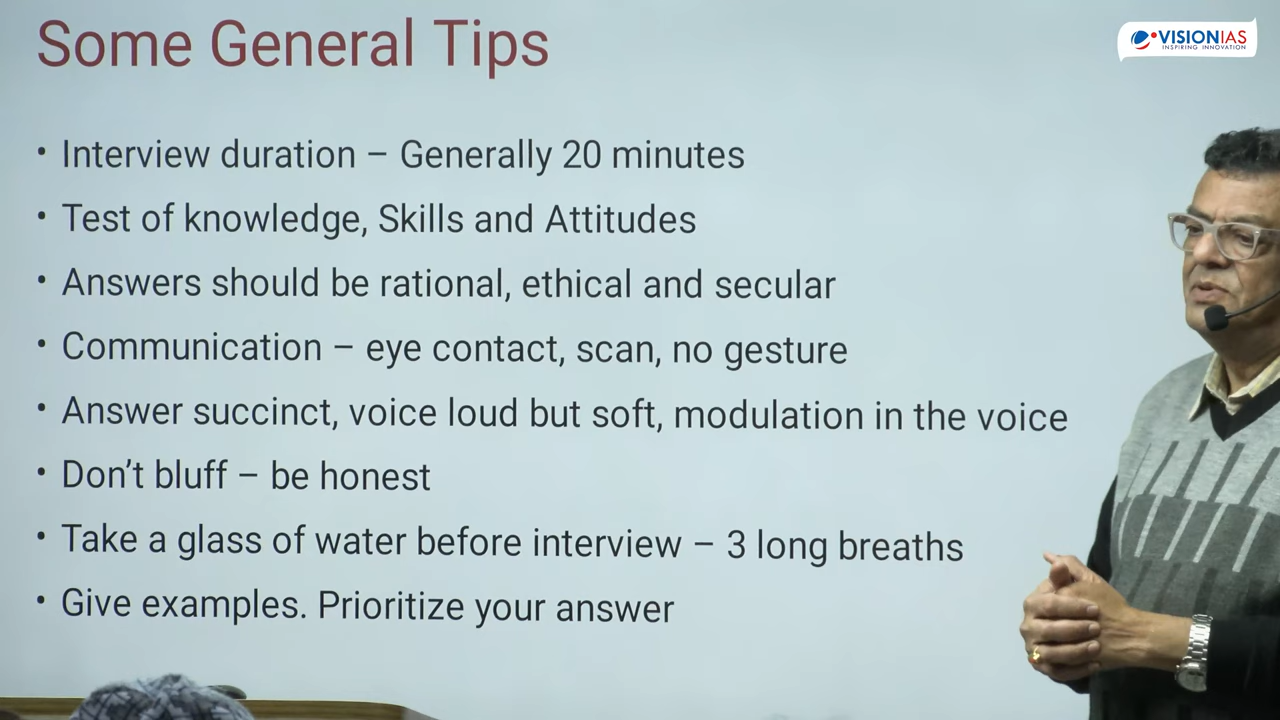 Some General Tips
VISIONIAS
INSPIRING INNOVATION
• Interview duration – Generally 20 minutes
• Test of knowledge, Skills and Attitudes
• Answers should be rational, ethical and secular
• Communication – eye contact, scan, no gesture
• Answer succinct, voice loud but soft, modulation in the voice
• Don’t bluff – be honest
• Take a glass of water before interview – 3 long breaths
• Give examples. Prioritize your answer